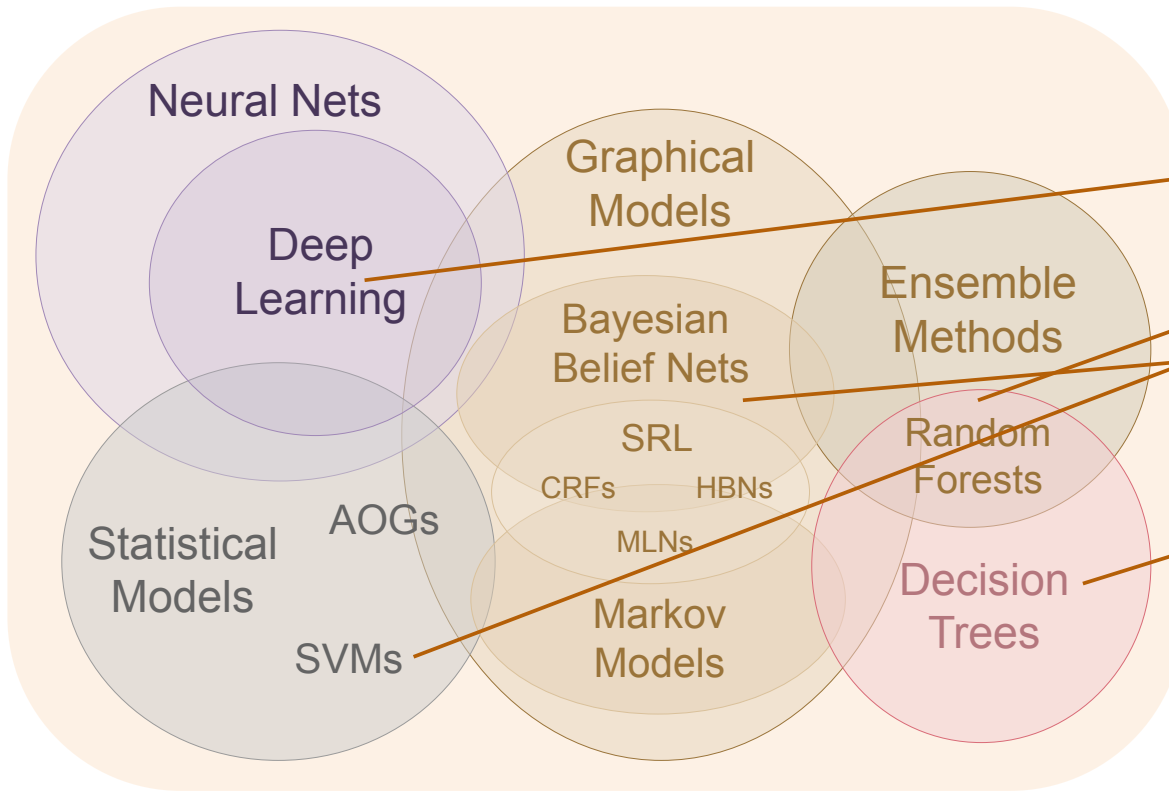 Neural Nets
Deep
Learning
Graphical
Models
Ensemble
Methods
Bayesian
Belief Nets
SRL
CRFs
HBNs
MLNs
Random
Forests
AOGs
Statistical
Models
SVMs
Markov
Models
Decision
Trees